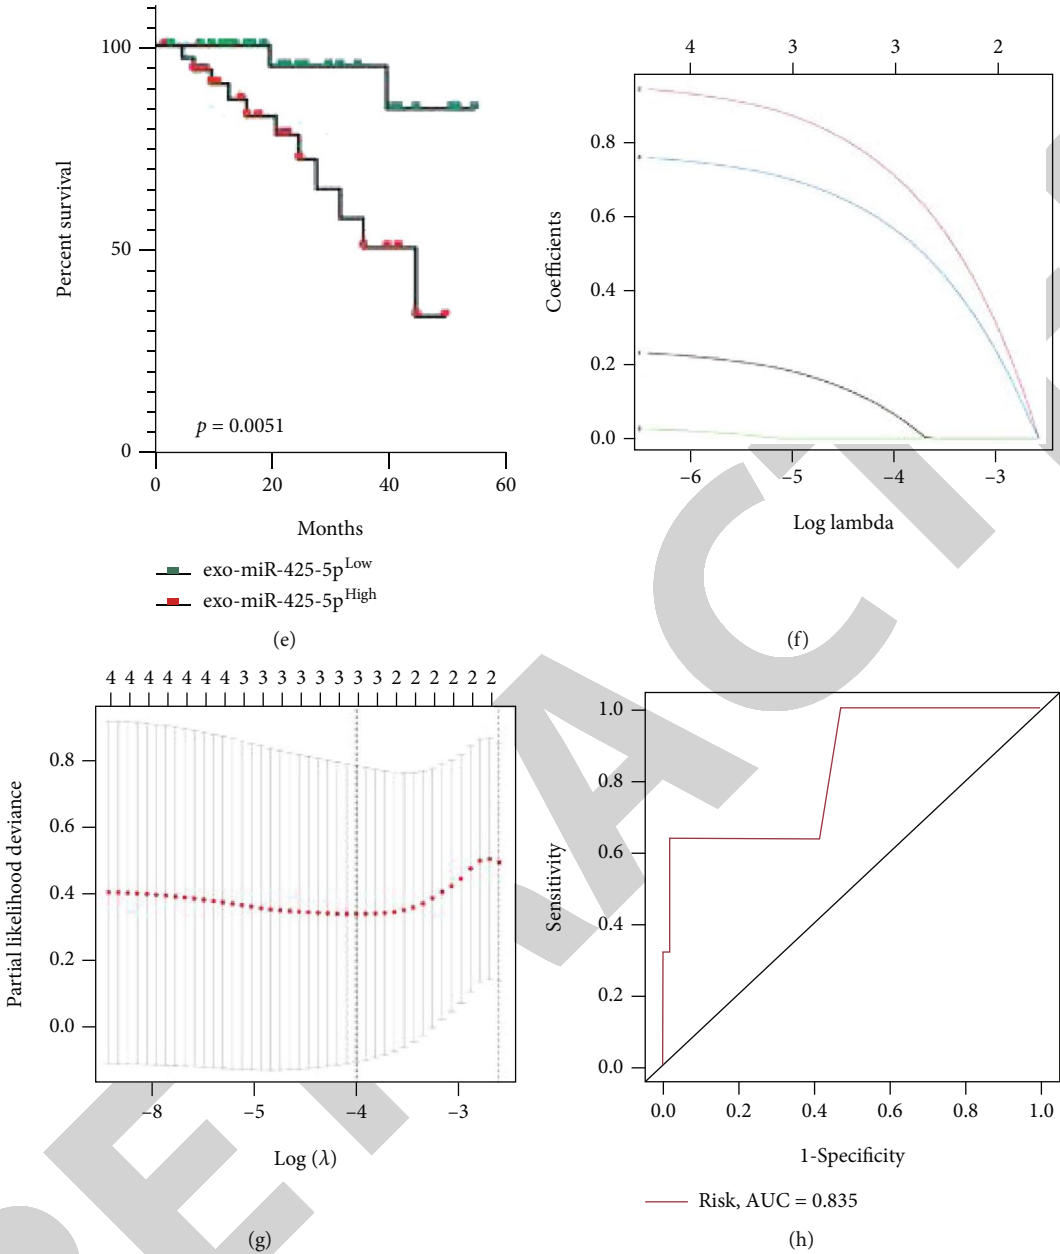 100
50
0
Percent survival
p = 0.0051
0 20 40 60
Months
exo-miR-425-5pLow
exo-miR-425-5pHigh
(e)
4 3 3 2
0.8
0.6
0.4
0.2
0.0
Coefficients
–6 –5 –4 –3
Log lambda
(f)
4 4 4 4 4 4 4 3 3 3 3 3 3 3 3 2 2 2 2 2 2
0.8
0.6
0.4
0.2
0.0
Partial likelihood deviance
–8 –5 –4 –3
Log (λ)
(g)
1.0
0.8
0.6
0.4
0.2
0.0
Sensitivity
0.0 0.2 0.4 0.6 0.8 1.0
1-Specificity
Risk, AUC = 0.835
(h)